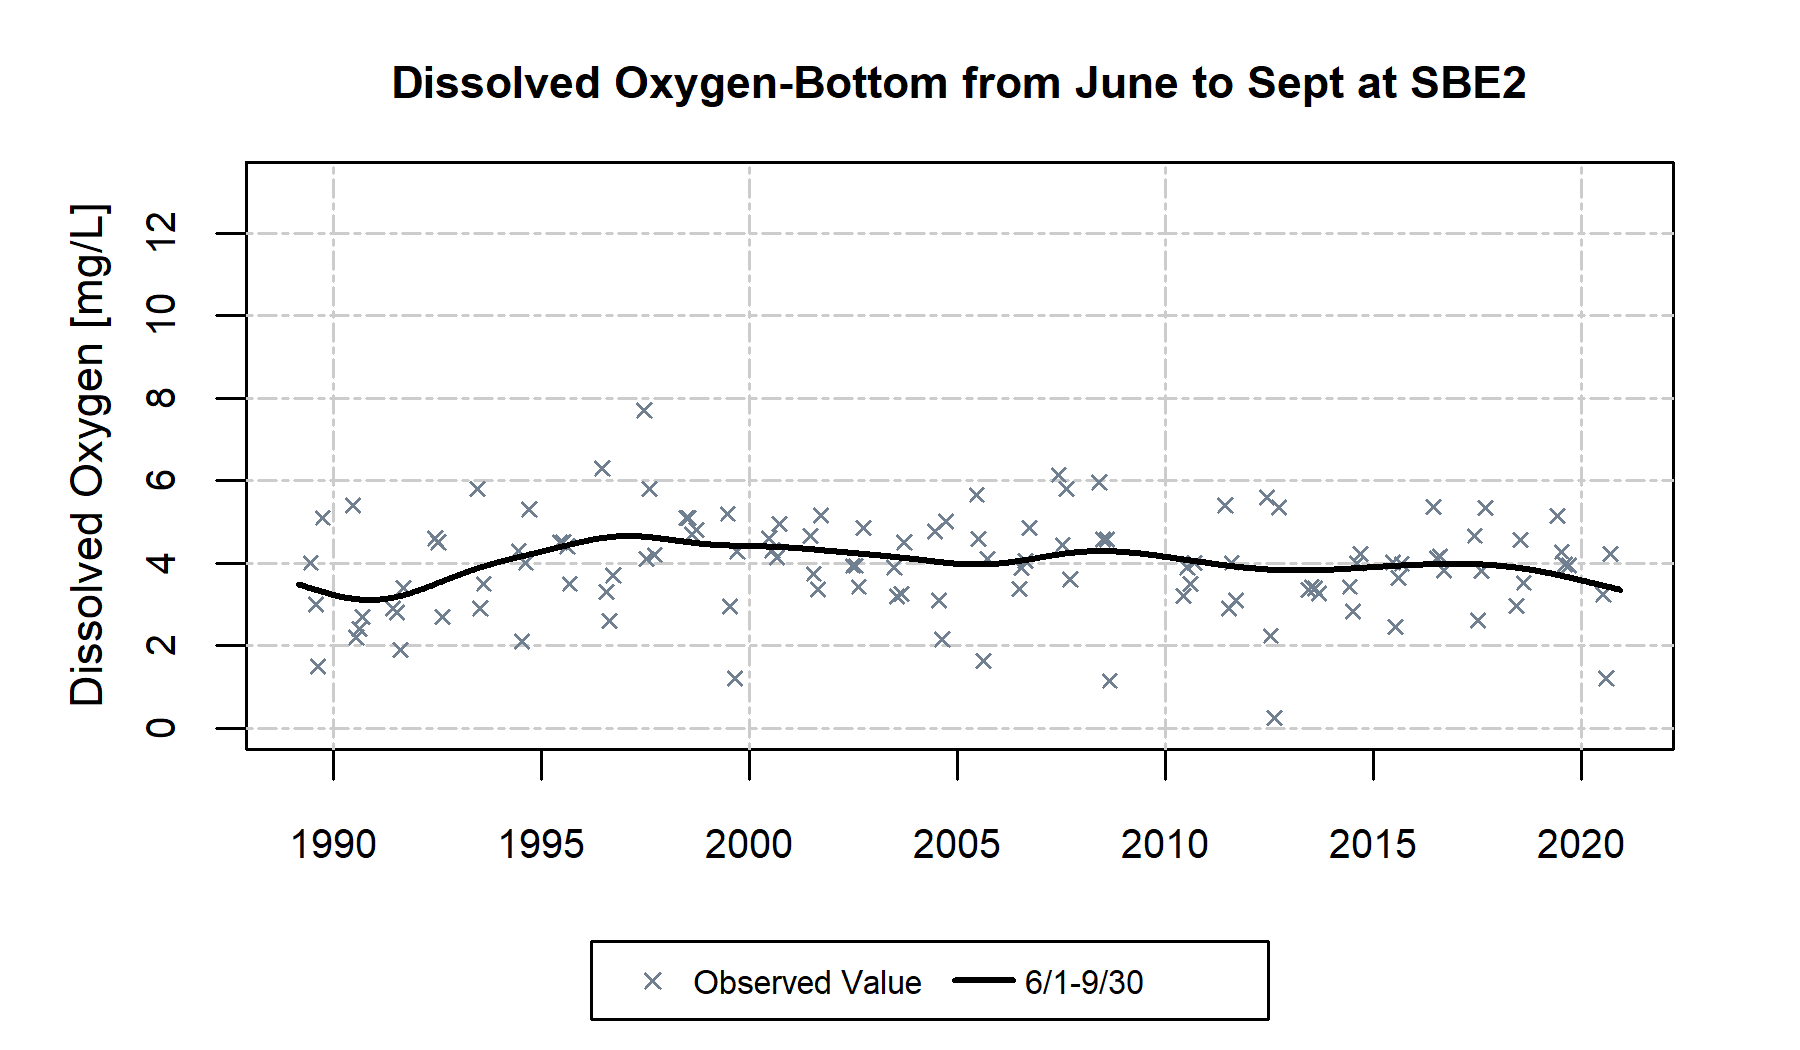 Dissolved Oxygen-Bottom from June to Sept at SBE2
Dissolved Oxygen [mg/L]
12
10
8
6
4
2
0
1990 1995 2000 2005 2010 2015 2020
Observed Value 6/1-9/30